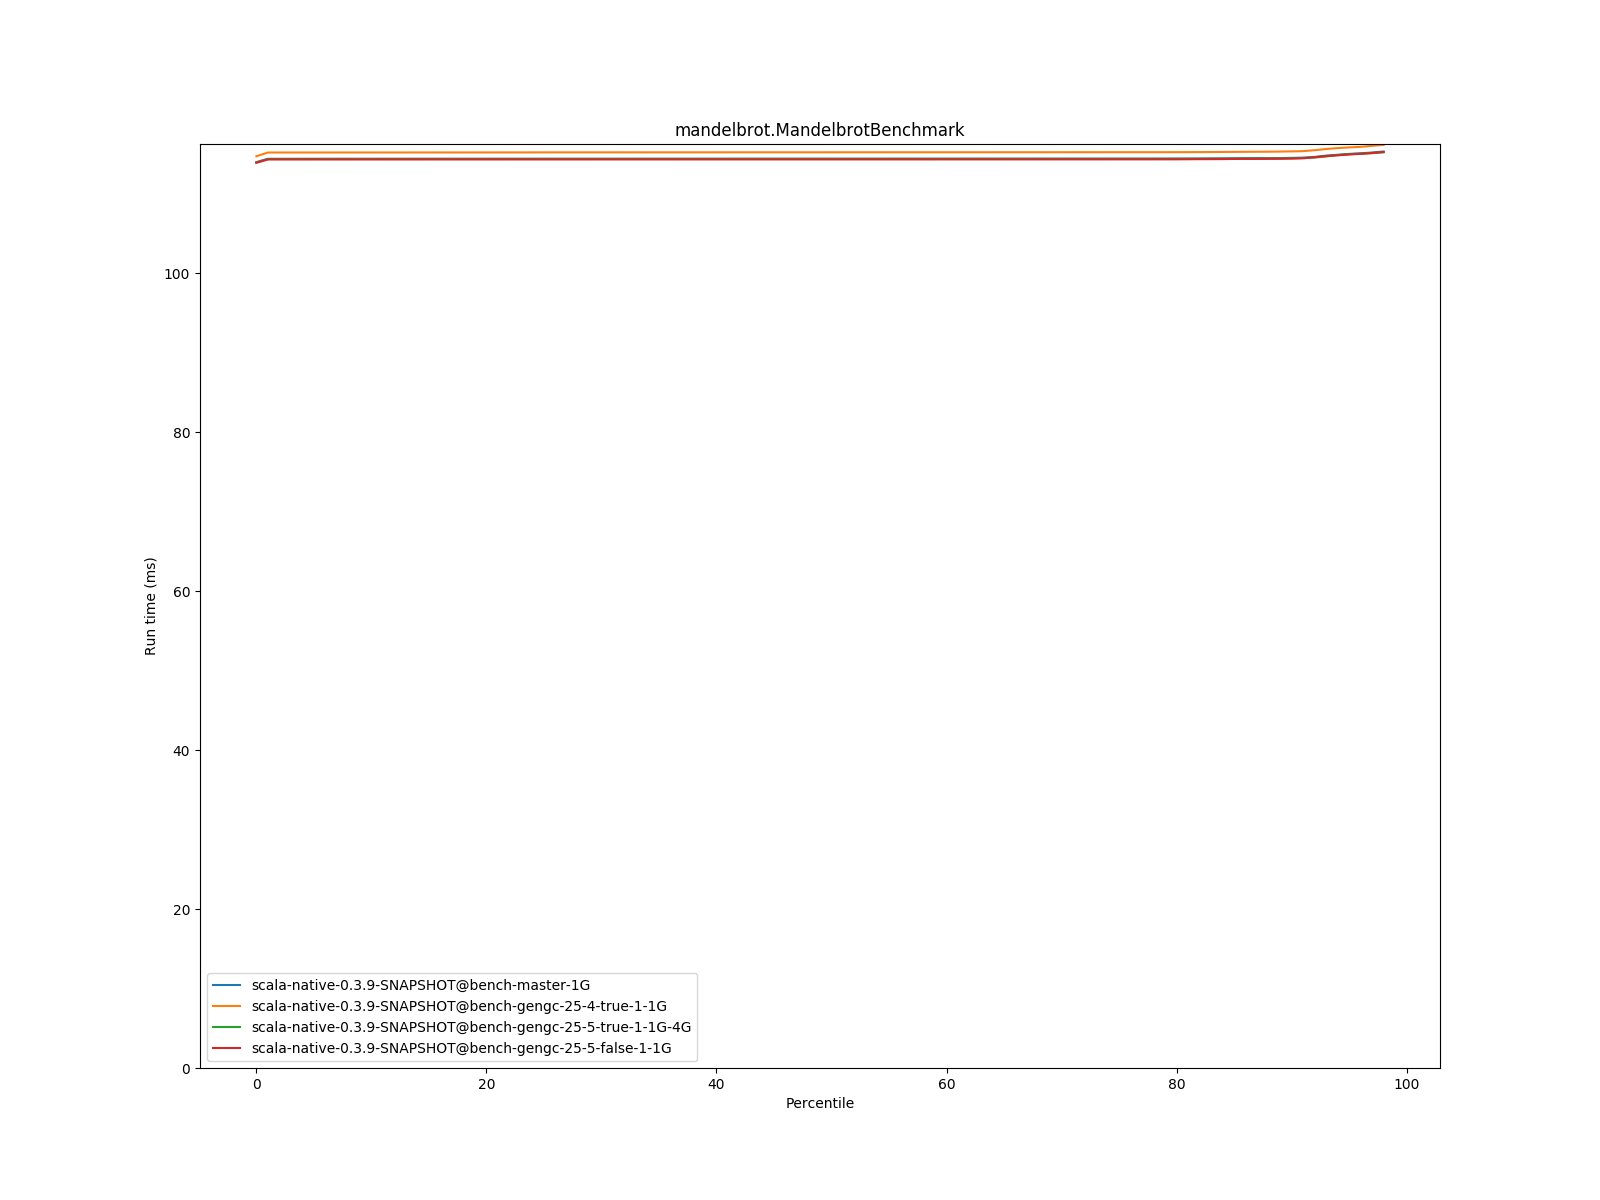 mandelbrot.MandelbrotBenchmark
100
80
60
40
20
0
Run time (ms)
scala-native-0.3.9-SNAPSHOT@bench-master-1G
scala-native-0.3.9-SNAPSHOT@bench-gengc-25-4-true-1-1G
scala-native-0.3.9-SNAPSHOT@bench-gengc-25-5-true-1-1G-4G
scala-native-0.3.9-SNAPSHOT@bench-gengc-25-5-false-1-1G
0 20 40 60 80 100
Percentile